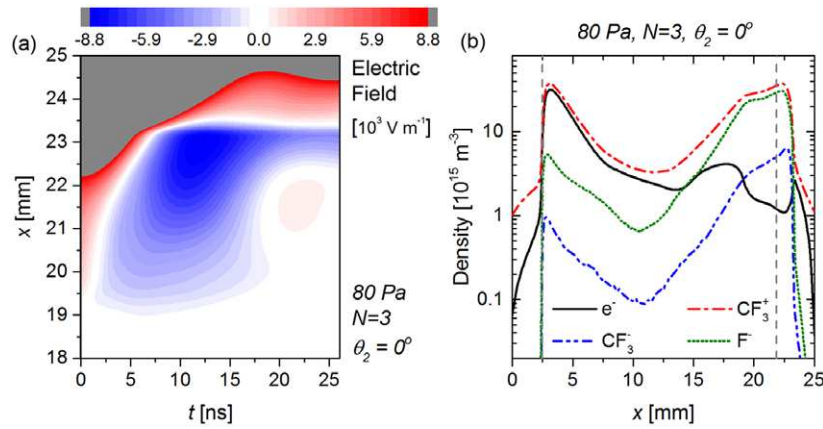 (a)
-8.8 -5.9 -2.9 0.0 2.9 5.9 8.8
Electric
Field
[10³ V m⁻¹]
x [mm]
25
24
23
22
21
20
19
18
80 Pa
N=3
θ₂ = 0°
0 5 10 15 20 25
t [ns]
(b)
80 Pa, N=3, θ₂ = 0°
Density [10¹⁵ m⁻³]
10
1
0.1
e⁻ CF₃⁺
CF₃⁻ F⁻
0 5 10 15 20 25
x [mm]